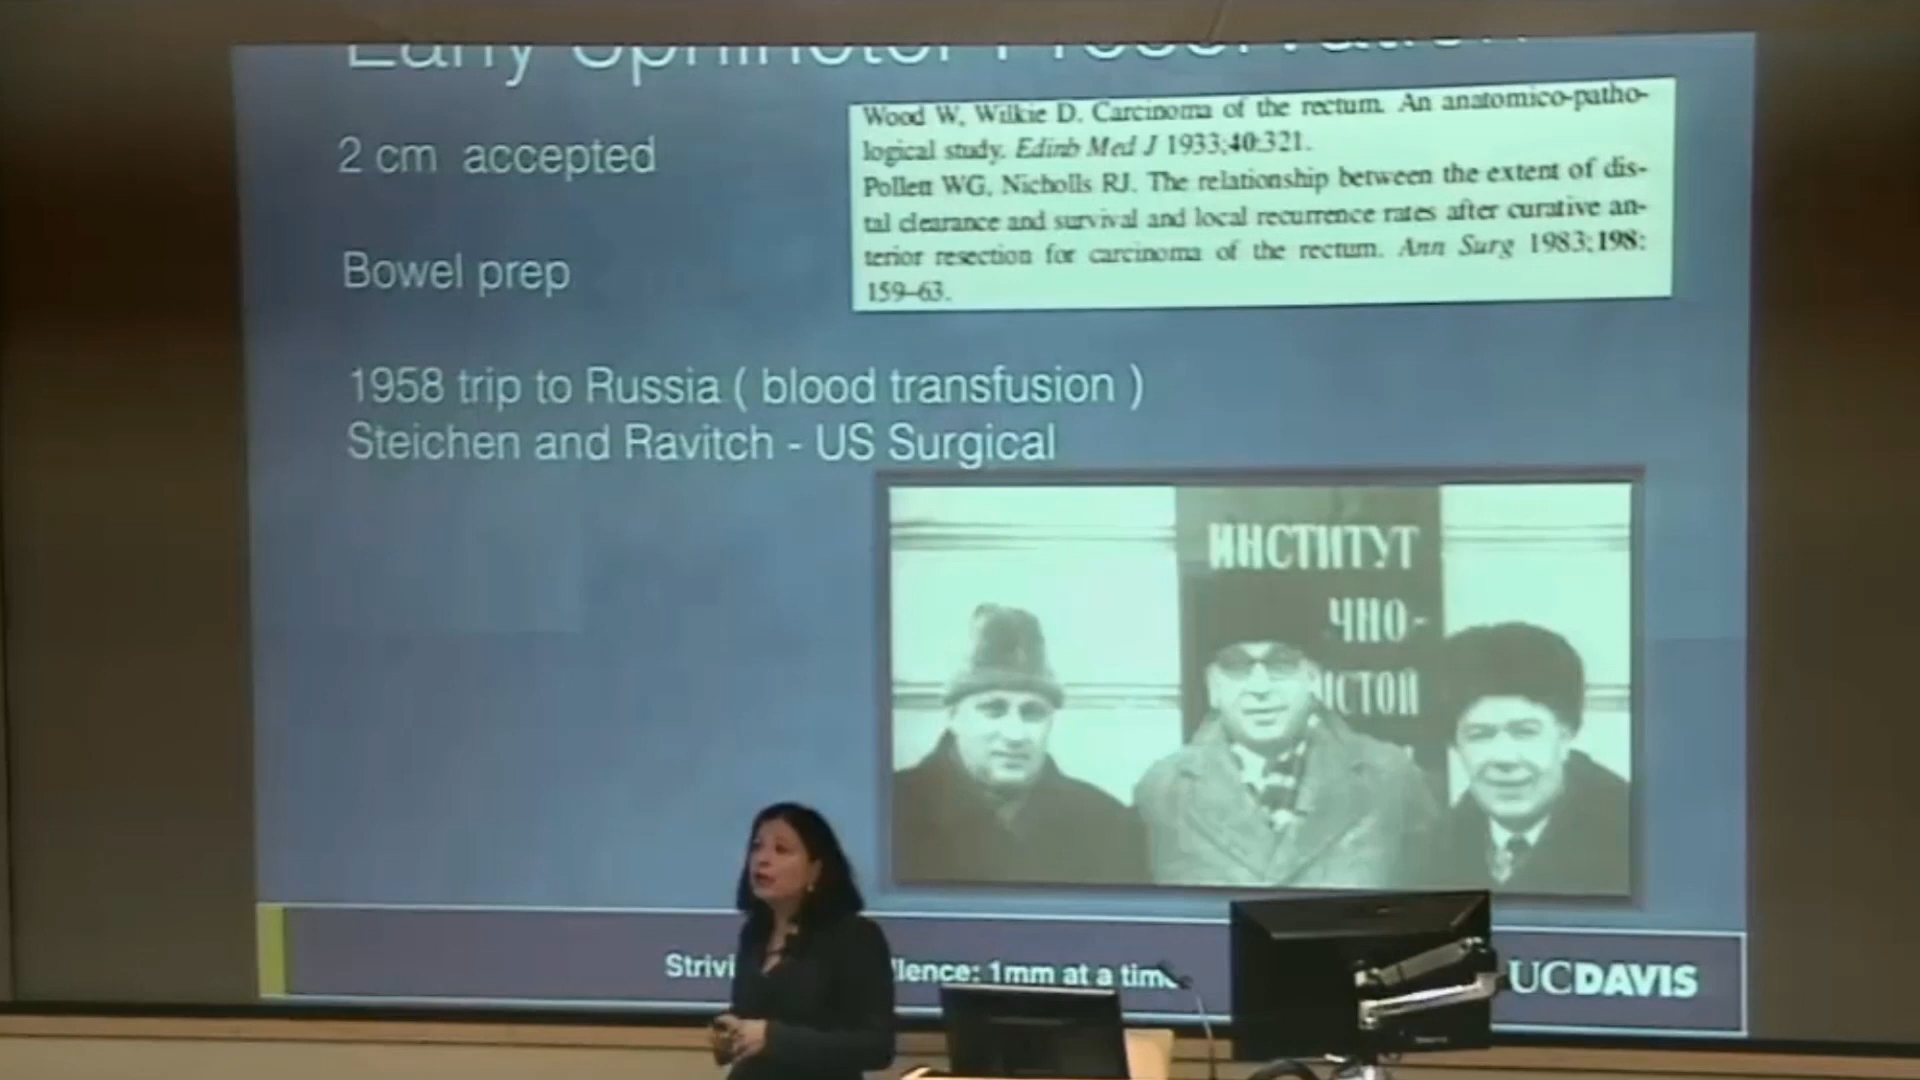 Early Sphincter Preservation
2 cm accepted
Wood W, Wilkie D. Carcinoma of the rectum. An anatomico-patho-
logical study. Edinb Med J 1933;40:321.
Pollett WG, Nicholls RJ. The relationship between the extent of dis-
tal clearance and survival and local recurrence rates after curative an-
terior resection for carcinoma of the rectum. Ann Surg 1983;198:
159–63.
Bowel prep
1958 trip to Russia ( blood transfusion )
Steichen and Ravitch - US Surgical
ИНСТИТУТ
ЧНО-
Strivi lence: 1mm at a time
UCDAVIS